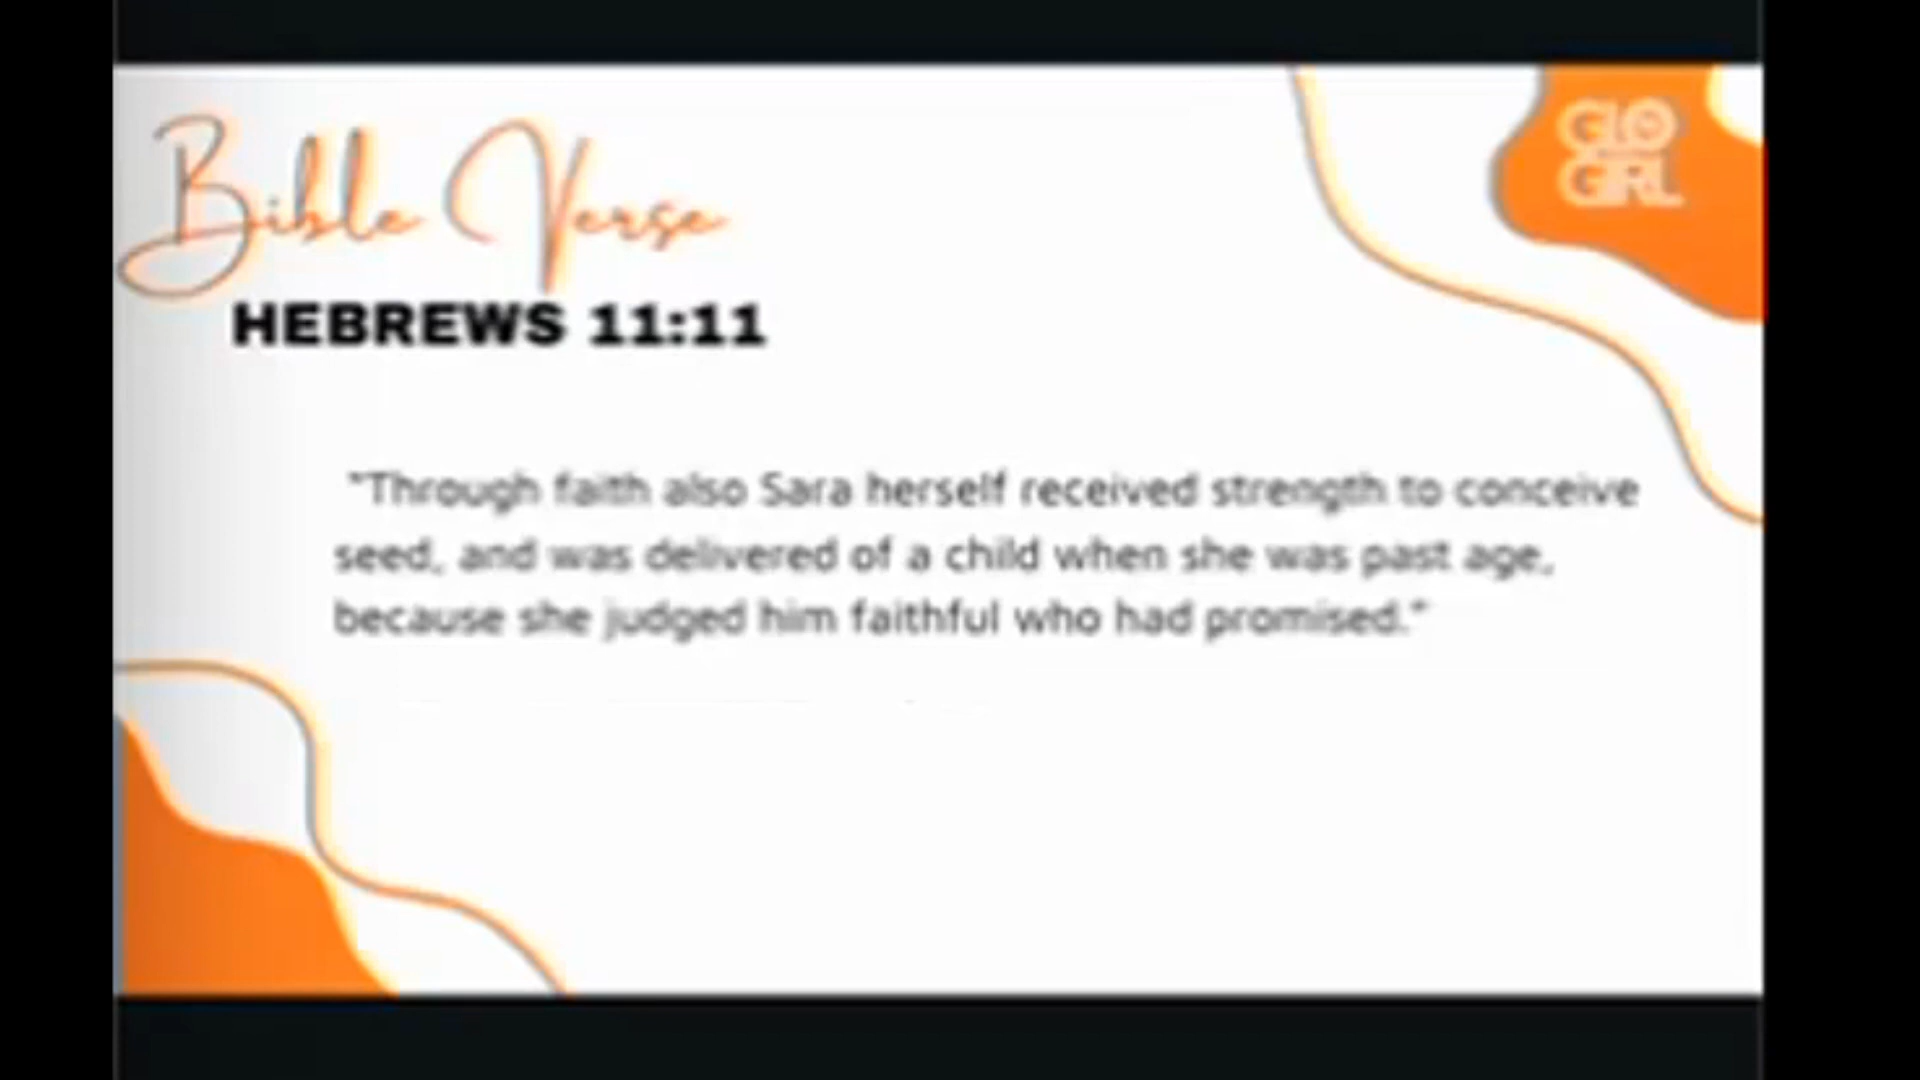 Bible Verse
GLO
GIRL
HEBREWS 11:11
"Through faith also Sara herself received strength to conceive
seed, and was delivered of a child when she was past age,
because she judged him faithful who had promised."